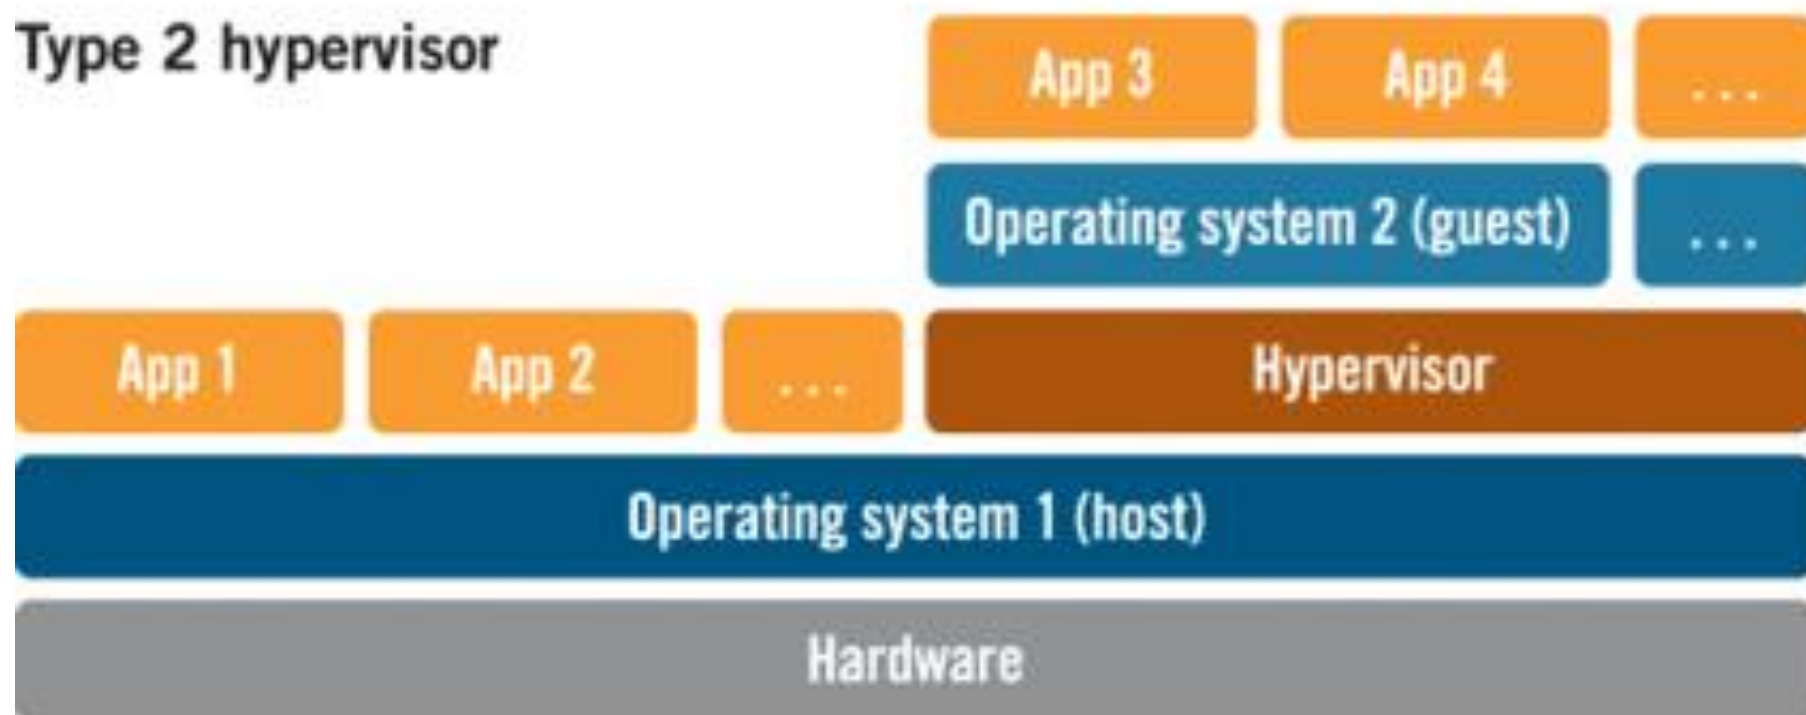 Type 2 hypervisor
App 3
App 4
...
Operating system 2 (guest)
...
App 1
App 2
...
Hypervisor
Operating system 1 (host)
Hardware